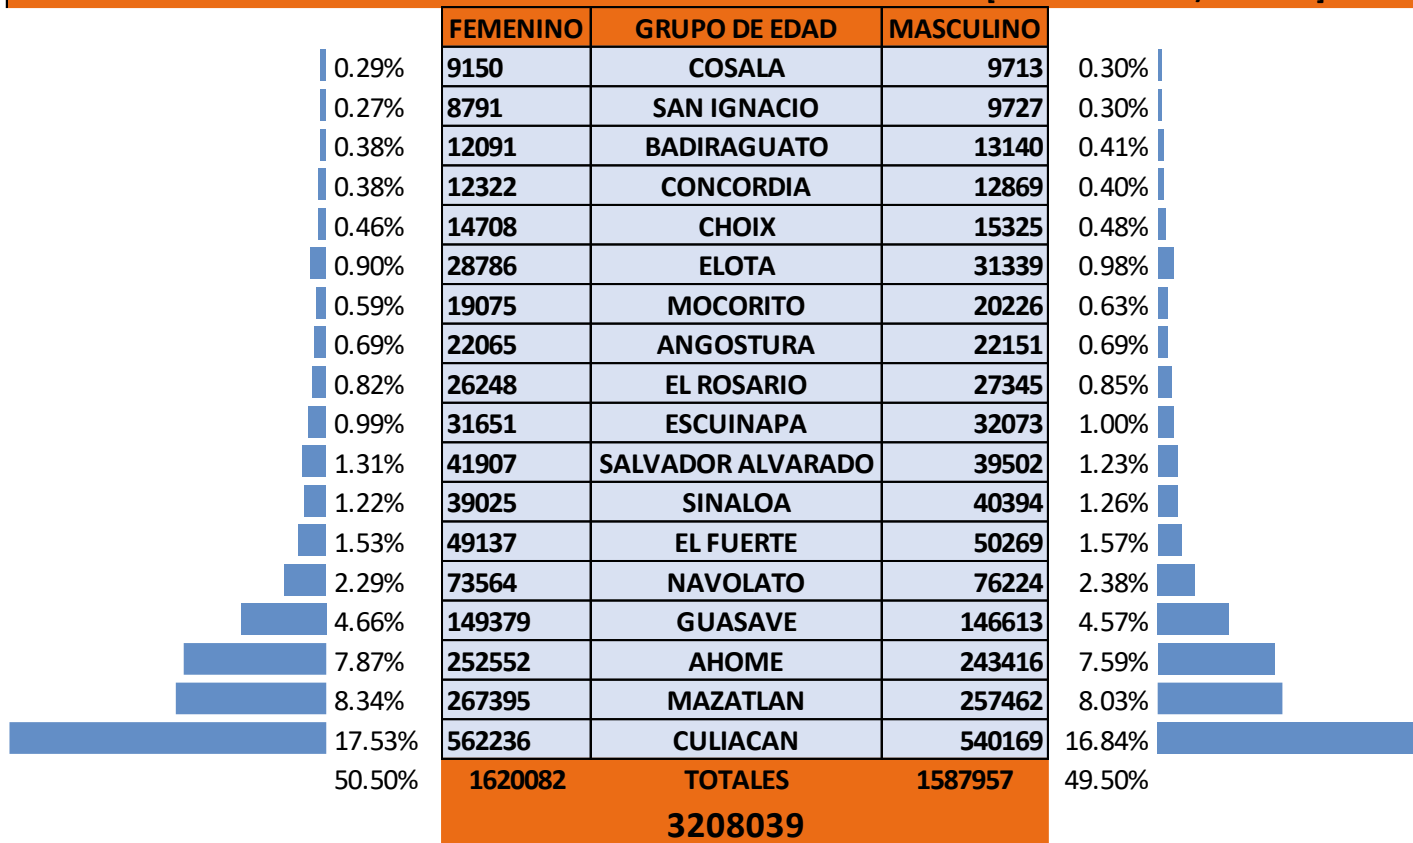 FEMENINO GRUPO DE EDAD MASCULINO
0.29% 9150 COSALA 9713 0.30%
0.27% 8791 SAN IGNACIO 9727 0.30%
0.38% 12091 BADIRAGUATO 13140 0.41%
0.38% 12322 CONCORDIA 12869 0.40%
0.46% 14708 CHOIX 15325 0.48%
0.90% 28786 ELOTA 31339 0.98%
0.59% 19075 MOCORITO 20226 0.63%
0.69% 22065 ANGOSTURA 22151 0.69%
0.82% 26248 EL ROSARIO 27345 0.85%
0.99% 31651 ESCUINAPA 32073 1.00%
1.31% 41907 SALVADOR ALVARADO 39502 1.23%
1.22% 39025 SINALOA 40394 1.26%
1.53% 49137 EL FUERTE 50269 1.57%
2.29% 73564 NAVOLATO 76224 2.38%
4.66% 149379 GUASAVE 146613 4.57%
7.87% 252552 AHOME 243416 7.59%
8.34% 267395 MAZATLAN 257462 8.03%
17.53% 562236 CULIACAN 540169 16.84%
50.50% 1620082 TOTALES 1587957 49.50%
3208039